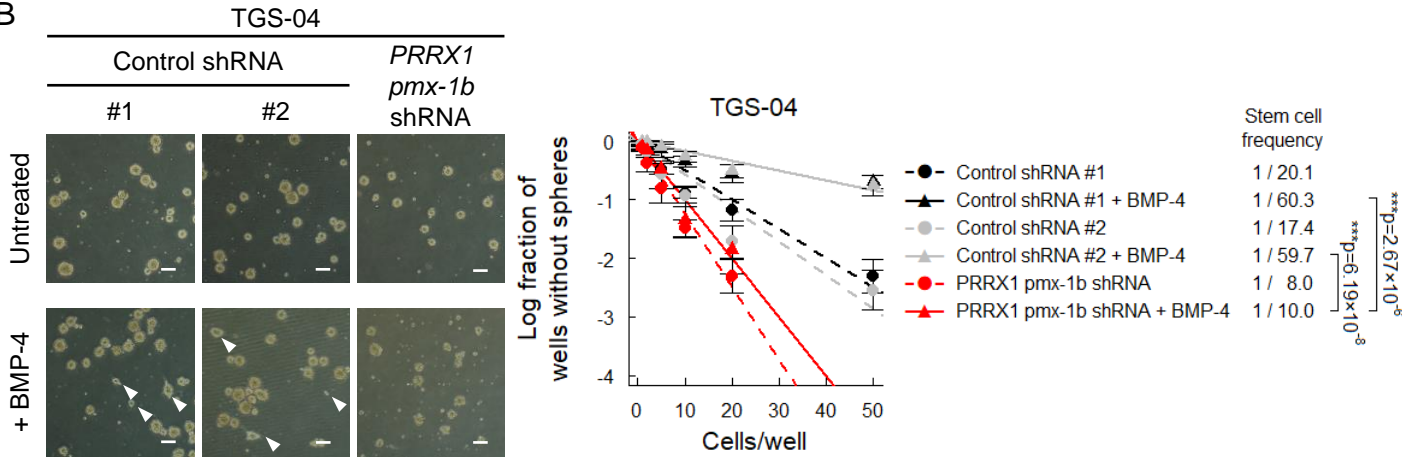 B
TGS-04
Control shRNA
PRRX1
pmx-1b
shRNA
#1
#2
Untreated
+ BMP-4
TGS-04
Log fraction of
wells without spheres
0
-1
-2
-3
-4
0 10 20 30 40 50
Cells/well
Stem cell
frequency
Control shRNA #1 1 / 20.1
Control shRNA #1 + BMP-4 1 / 60.3
Control shRNA #2 1 / 17.4
Control shRNA #2 + BMP-4 1 / 59.7
PRRX1 pmx-1b shRNA 1 / 8.0
PRRX1 pmx-1b shRNA + BMP-4 1 / 10.0
***p=6.19×10⁻⁸
***p=2.67×10⁻⁶